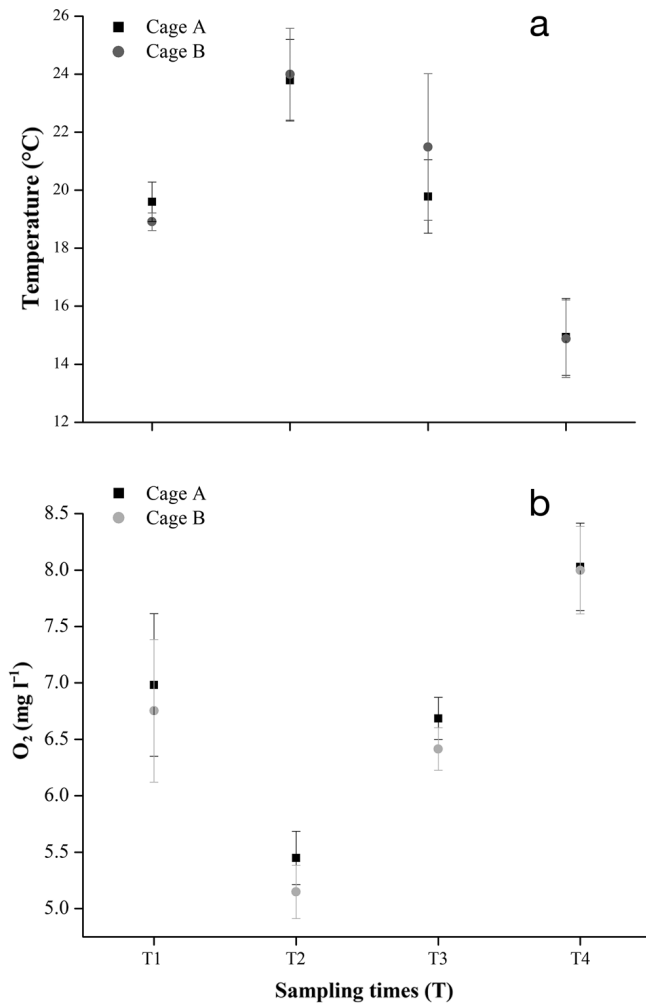 a
Cage A
Cage B
26
24
22
20
18
16
14
12
Temperature (°C)
b
Cage A
Cage B
8.5
8.0
7.5
7.0
6.5
6.0
5.5
5.0
O₂ (mg l⁻¹)
T1 T2 T3 T4
Sampling times (T)